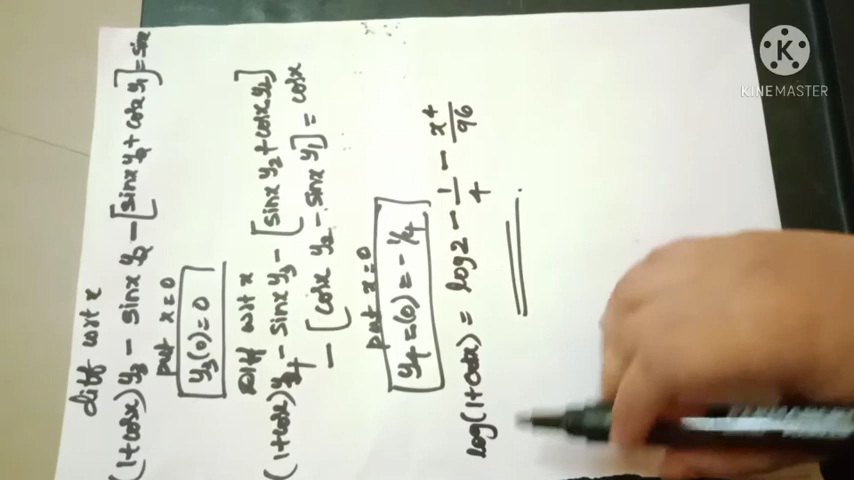 diff wrt x
(1+cosx)y₃ - sinx y₂ - [sinx y₂ + cosx y₁] = sinx
put x=0
y₃(0)=0
Diff wrt x
(1+cosx)y₄ - sinx y₃ - [sinx y₃ + cosx y₂]
- [cosx y₂ - sinx y₁] = cosx
put x=0
y₄=(0)=-1/4
log(1+cosx) = log2 - 1/4 - x⁴/96
K
KINEMASTER